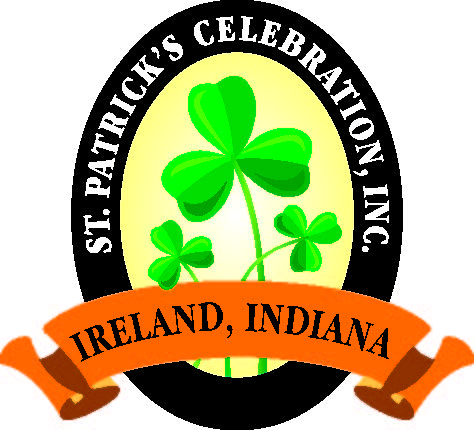 ST. PATRICK'S CELEBRATION, INC.
IRELAND, INDIANA